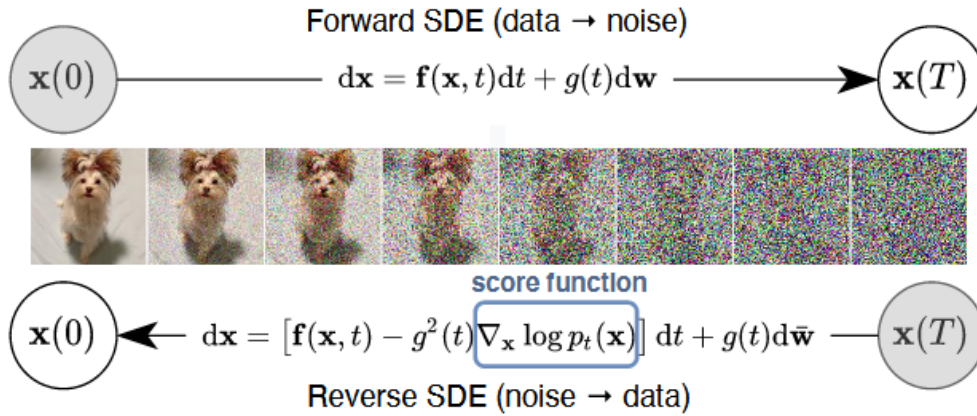 Forward SDE (data → noise)
x(0) dx = f(x, t)dt + g(t)dw x(T)
score function
x(0) dx = [f(x, t) − g²(t)∇ₓ log pₜ(x)] dt + g(t)dw̄ x(T)
Reverse SDE (noise → data)